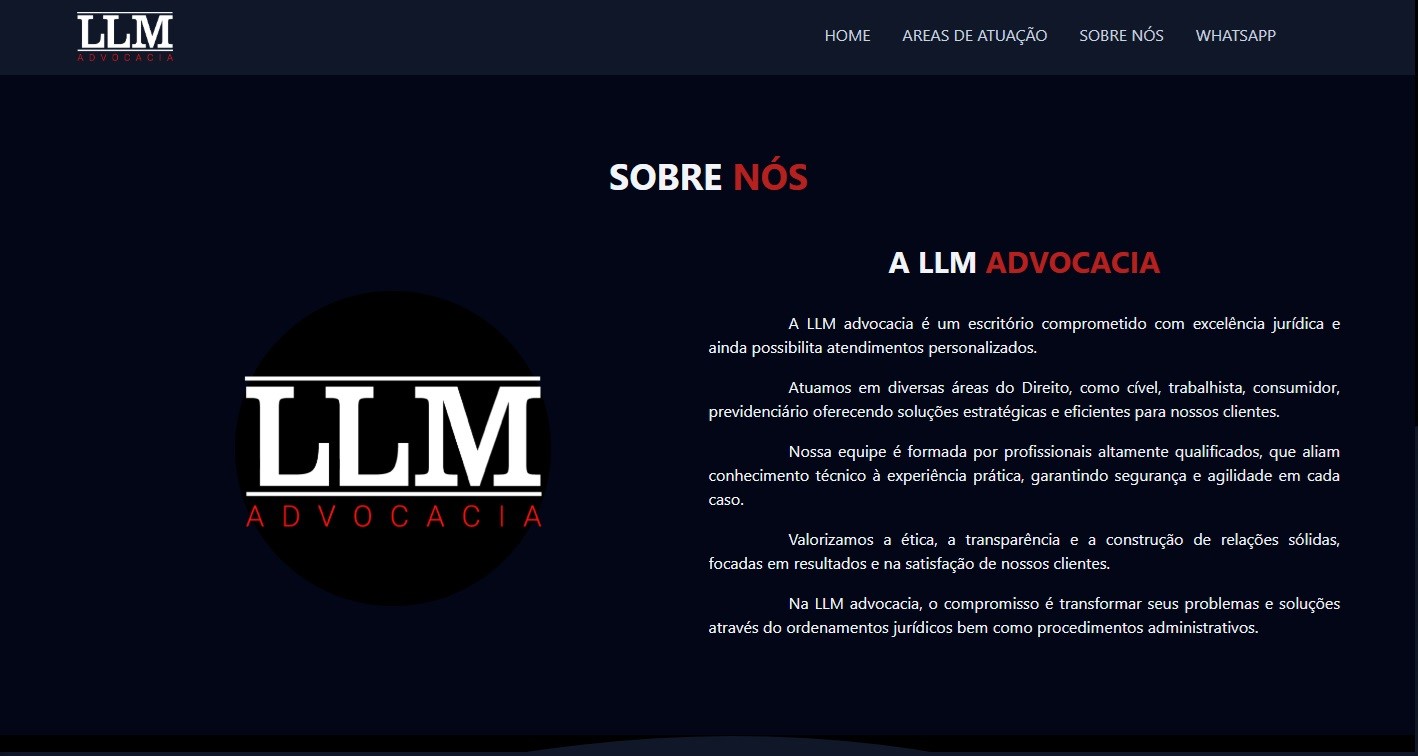 LLM
ADVOCACIA
HOME AREAS DE ATUAÇÃO SOBRE NÓS WHATSAPP
SOBRE NÓS
LLM
ADVOCACIA
A LLM ADVOCACIA
A LLM advocacia é um escritório comprometido com excelência jurídica e
ainda possibilita atendimentos personalizados.
Atuamos em diversas áreas do Direito, como cível, trabalhista, consumidor,
previdenciário oferecendo soluções estratégicas e eficientes para nossos clientes.
Nossa equipe é formada por profissionais altamente qualificados, que aliam
conhecimento técnico à experiência prática, garantindo segurança e agilidade em cada
caso.
Valorizamos a ética, a transparência e a construção de relações sólidas,
focadas em resultados e na satisfação de nossos clientes.
Na LLM advocacia, o compromisso é transformar seus problemas e soluções
através do ordenamentos jurídicos bem como procedimentos administrativos.